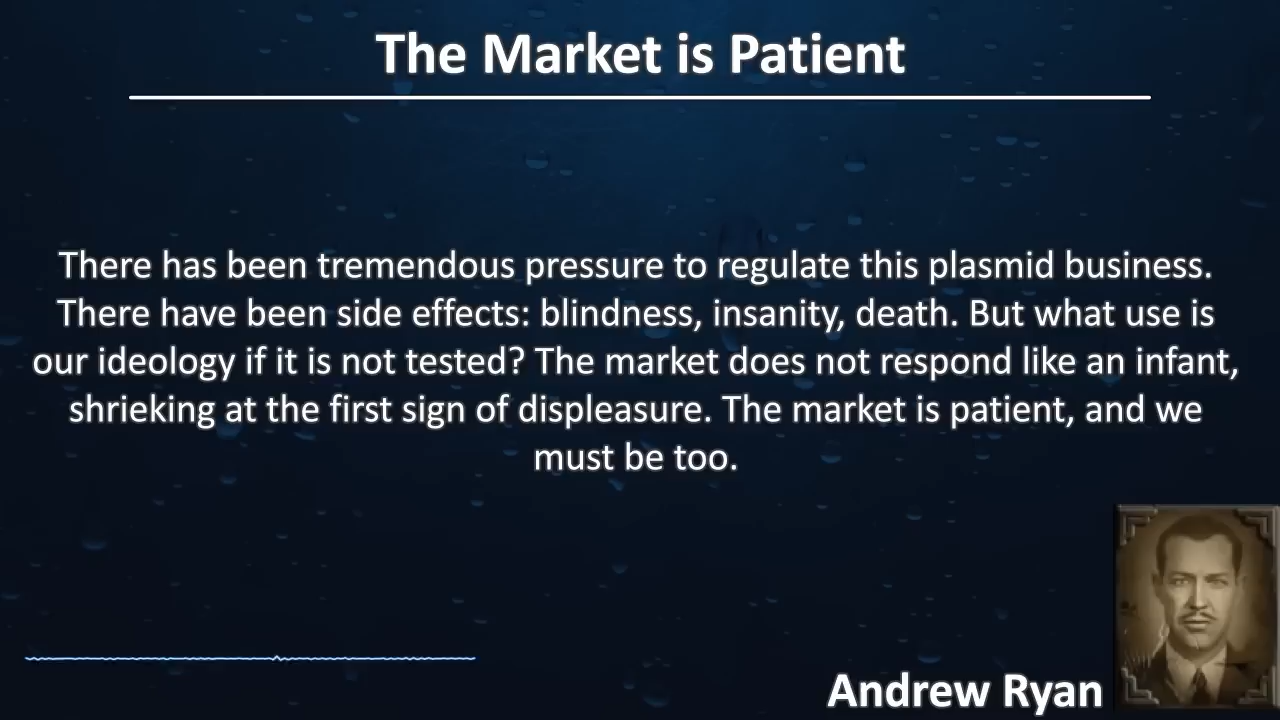 The Market is Patient
There has been tremendous pressure to regulate this plasmid business.
There have been side effects: blindness, insanity, death. But what use is
our ideology if it is not tested? The market does not respond like an infant,
shrieking at the first sign of displeasure. The market is patient, and we
must be too.
Andrew Ryan